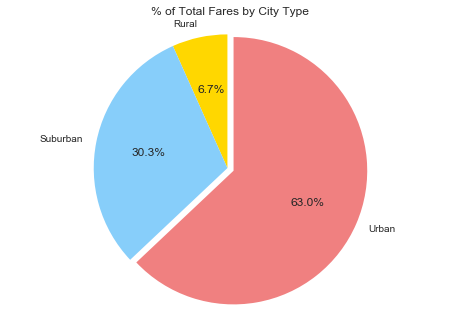 % of Total Fares by City Type
Rural
6.7%
Suburban
30.3%
63.0%
Urban